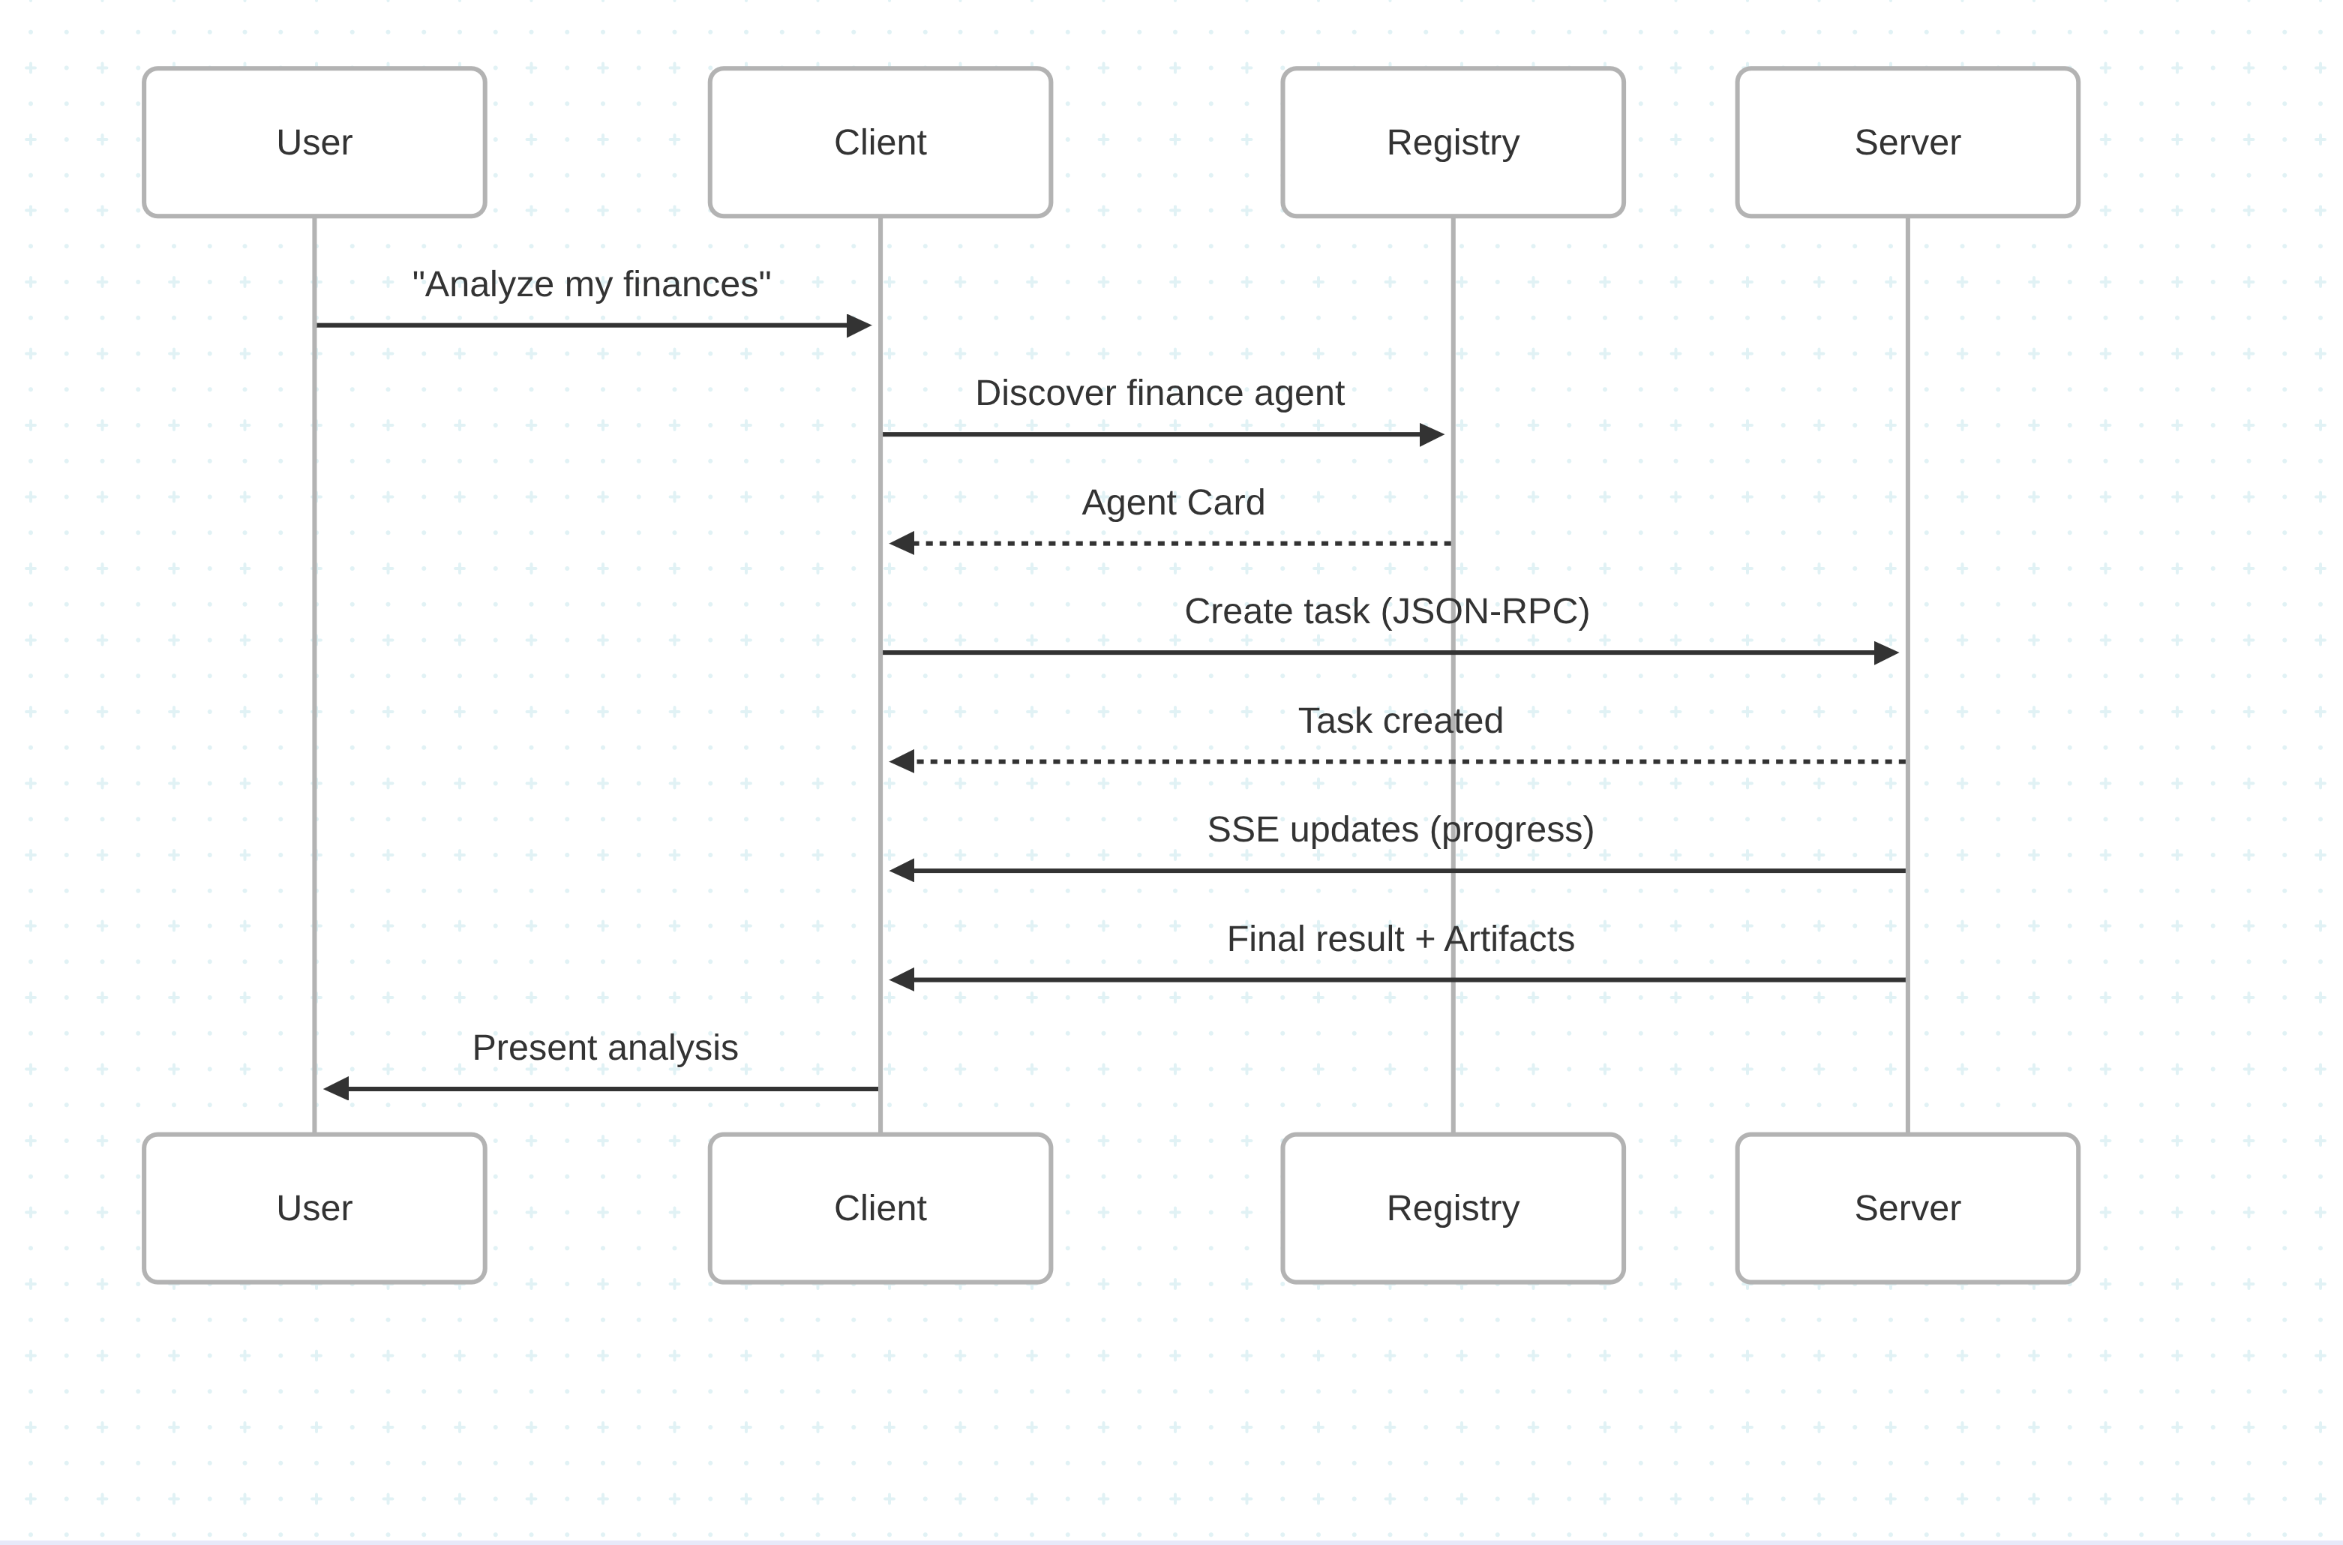 User
Client
Registry
Server
"Analyze my finances"
Discover finance agent
Agent Card
Create task (JSON-RPC)
Task created
SSE updates (progress)
Final result + Artifacts
Present analysis
User
Client
Registry
Server